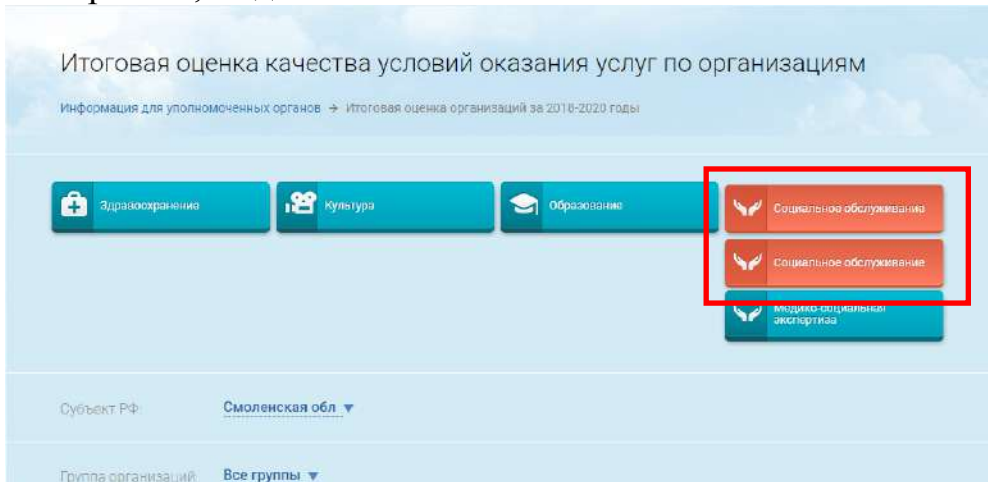 Итоговая оценка качества условий оказания услуг по организациям
Информация для уполномоченных органов → Итоговая оценка организаций за 2018-2020 годы
Здравоохранение
Культура
Образование
Социальное обслуживание
Социальное обслуживание
Медико-социальная
экспертиза
Субъект РФ
Смоленская обл
Группа организаций
Все группы